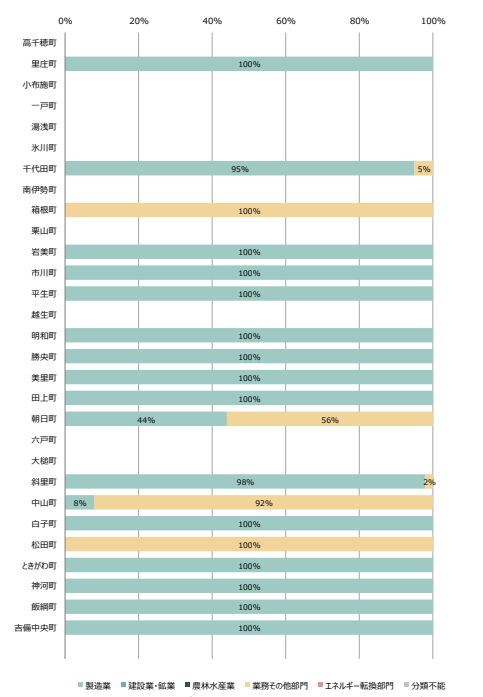 0% 20% 40% 60% 80% 100%
高千穂町
里庄町 100%
小布施町
一戸町
湯浅町
氷川町
千代田町 95% 5%
南伊勢町
箱根町 100%
栗山町
岩美町 100%
市川町 100%
平生町 100%
越生町
明和町 100%
勝央町 100%
美里町 100%
田上町 100%
朝日町 44% 56%
六戸町
大槌町
斜里町 98% 2%
中山町 8% 92%
白子町 100%
松田町 100%
ときがわ町 100%
神河町 100%
飯綱町 100%
吉備中央町 100%
製造業 建設業・鉱業 農林水産業 業務その他部門 エネルギー転換部門 分類不能